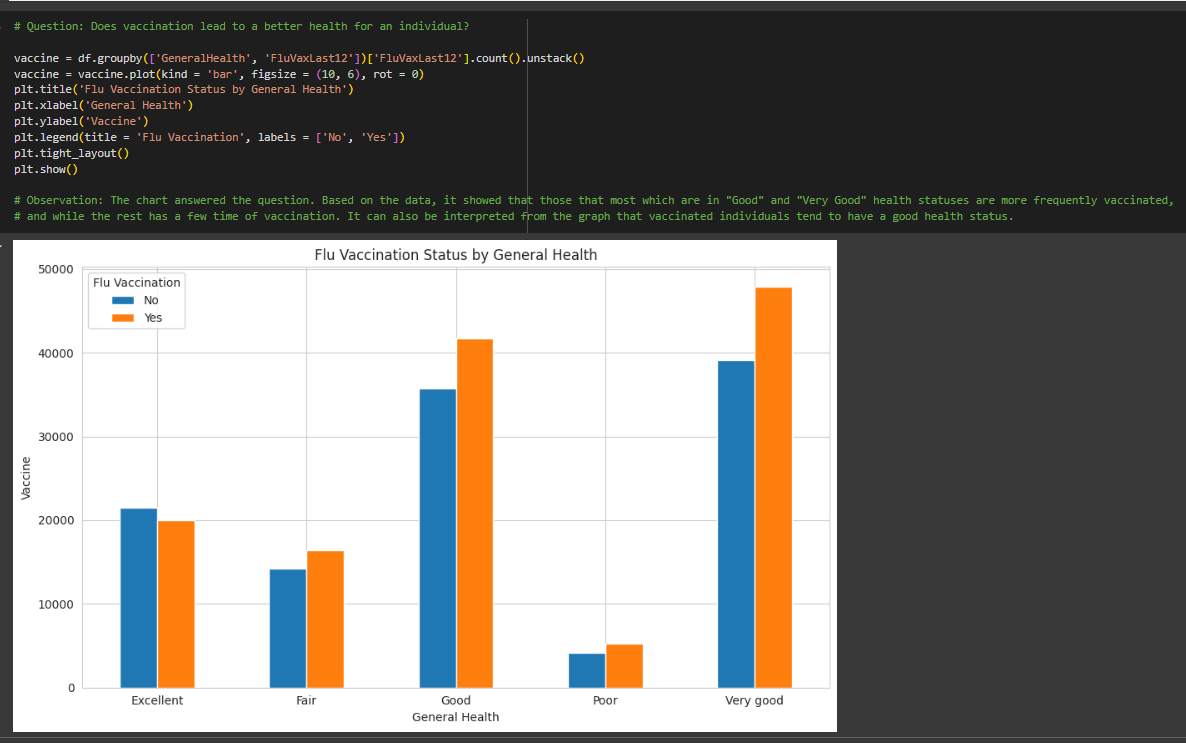 # Question: Does vaccination lead to a better health for an individual?
vaccine = df.groupby(['GeneralHealth', 'FluVaxLast12'])['FluVaxLast12'].count().unstack()
vaccine = vaccine.plot(kind = 'bar', figsize = (10, 6), rot = 0)
plt.title('Flu Vaccination Status by General Health')
plt.xlabel('General Health')
plt.ylabel('Vaccine')
plt.legend(title = 'Flu Vaccination', labels = ['No', 'Yes'])
plt.tight_layout()
plt.show()
# Observation: The chart answered the question. Based on the data, it showed that those that most which are in "Good" and "Very Good" health statuses are more frequently vaccinated,
# and while the rest has a few time of vaccination. It can also be interpreted from the graph that vaccinated individuals tend to have a good health status.
Flu Vaccination Status by General Health
50000
40000
30000
20000
10000
0
Vaccine
Flu Vaccination
No
Yes
Excellent Fair Good Poor Very good
General Health